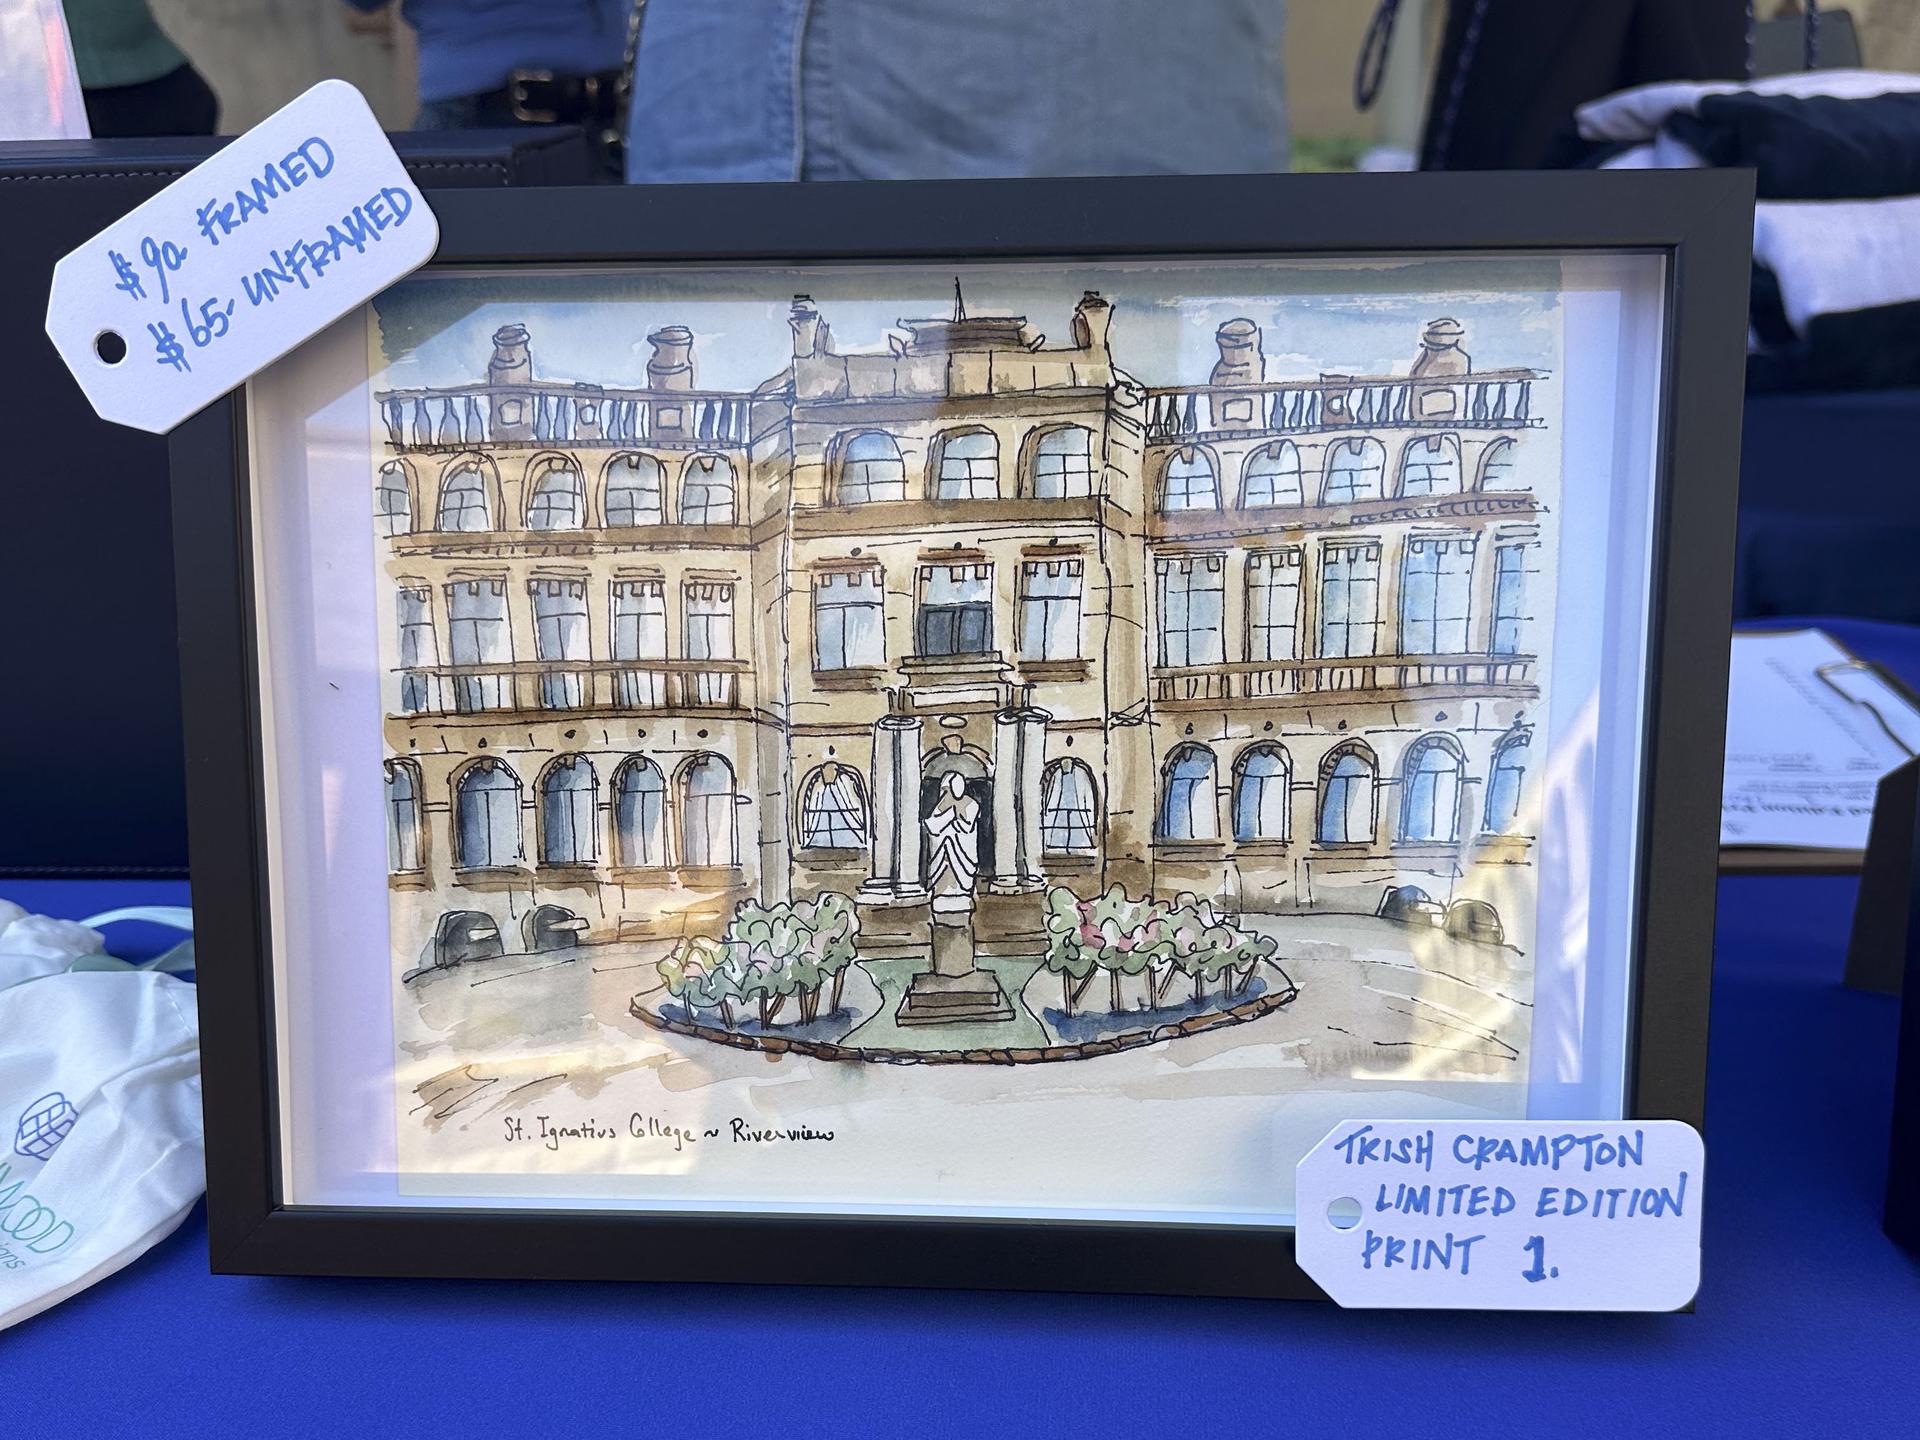 $90 FRAMED
$65- UNFRAMED
St. Ignatius College ~ Riverview
TRISH CRAMPTON
LIMITED EDITION
PRINT 1.